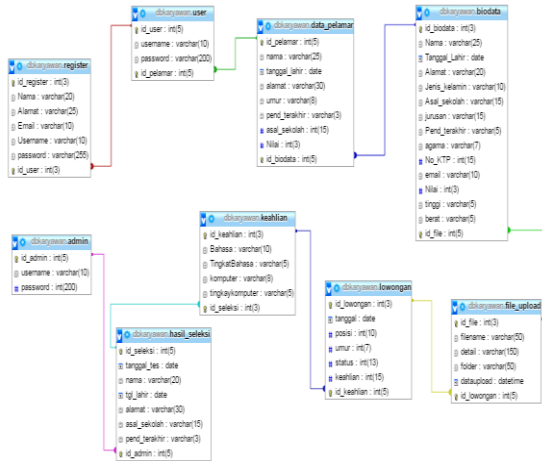 dbkaryawan.user
id_user : int(5)
username : varchar(10)
password : varchar(200)
id_pelamar : int(5)
dbkaryawan.data_pelamar
id_pelamar : int(5)
nama : varchar(25)
tanggal_lahir : date
alamat : varchar(30)
umur : varchar(8)
pend_terakhir : varchar(3)
asal_sekolah : int(15)
Nilai : int(3)
id_biodata : int(5)
dbkaryawan.biodata
id_biodata : int(3)
Nama : varchar(25)
Tanggal_Lahir : date
Alamat : varchar(20)
Jenis_kelamin : varchar(10)
Asal_sekolah : varchar(15)
jurusan : varchar(15)
Pend_terakhir : varchar(5)
agama : varchar(7)
No_KTP : int(15)
email : varchar(10)
Nilai : int(3)
tinggi : varchar(5)
berat : varchar(5)
id_file : int(5)
dbkaryawan.register
id_register : int(3)
Nama : varchar(20)
Alamat : varchar(25)
Email : varchar(10)
Username : varchar(10)
password : varchar(255)
id_user : int(3)
dbkaryawan.admin
id_admin : int(5)
username : varchar(10)
password : int(200)
dbkaryawan.keahlian
id_keahlian : int(3)
Bahasa : varchar(10)
TingkatBahasa : varchar(5)
komputer : varchar(8)
tingkaykomputer : varchar(5)
id_seleksi : int(3)
dbkaryawan.lowongan
id_lowongan : int(3)
tanggal : date
posisi : int(10)
umur : int(7)
status : int(13)
keahlian : int(15)
id_keahlian : int(5)
dbkaryawan.file_upload
id_file : int(3)
filename : varchar(50)
detail : varchar(150)
folder : varchar(50)
dataupload : datetime
id_lowongan : int(5)
dbkaryawan.hasil_seleksi
id_seleksi : int(5)
tanggal_tes : date
nama : varchar(20)
tgl_lahir : date
alamat : varchar(30)
asal_sekolah : varchar(15)
pend_terakhir : varchar(3)
id_admin : int(5)